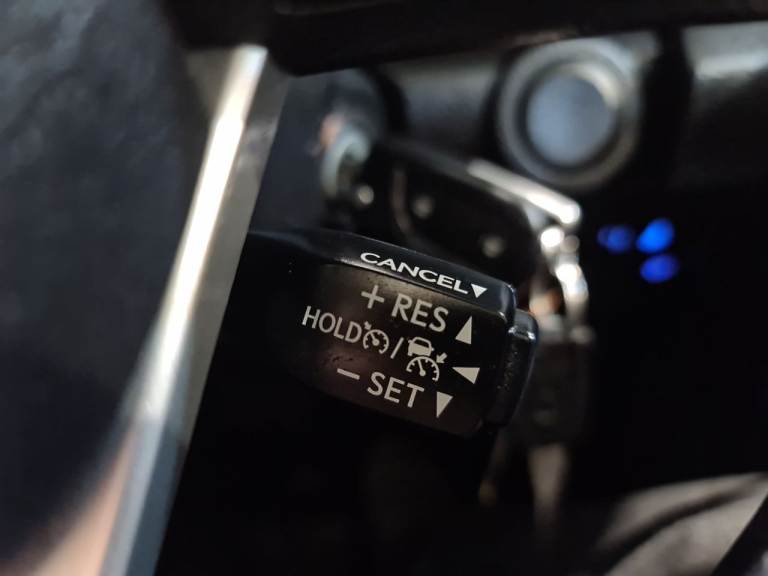 CANCEL▼
+ RES ▲
HOLD /
− SET ▼